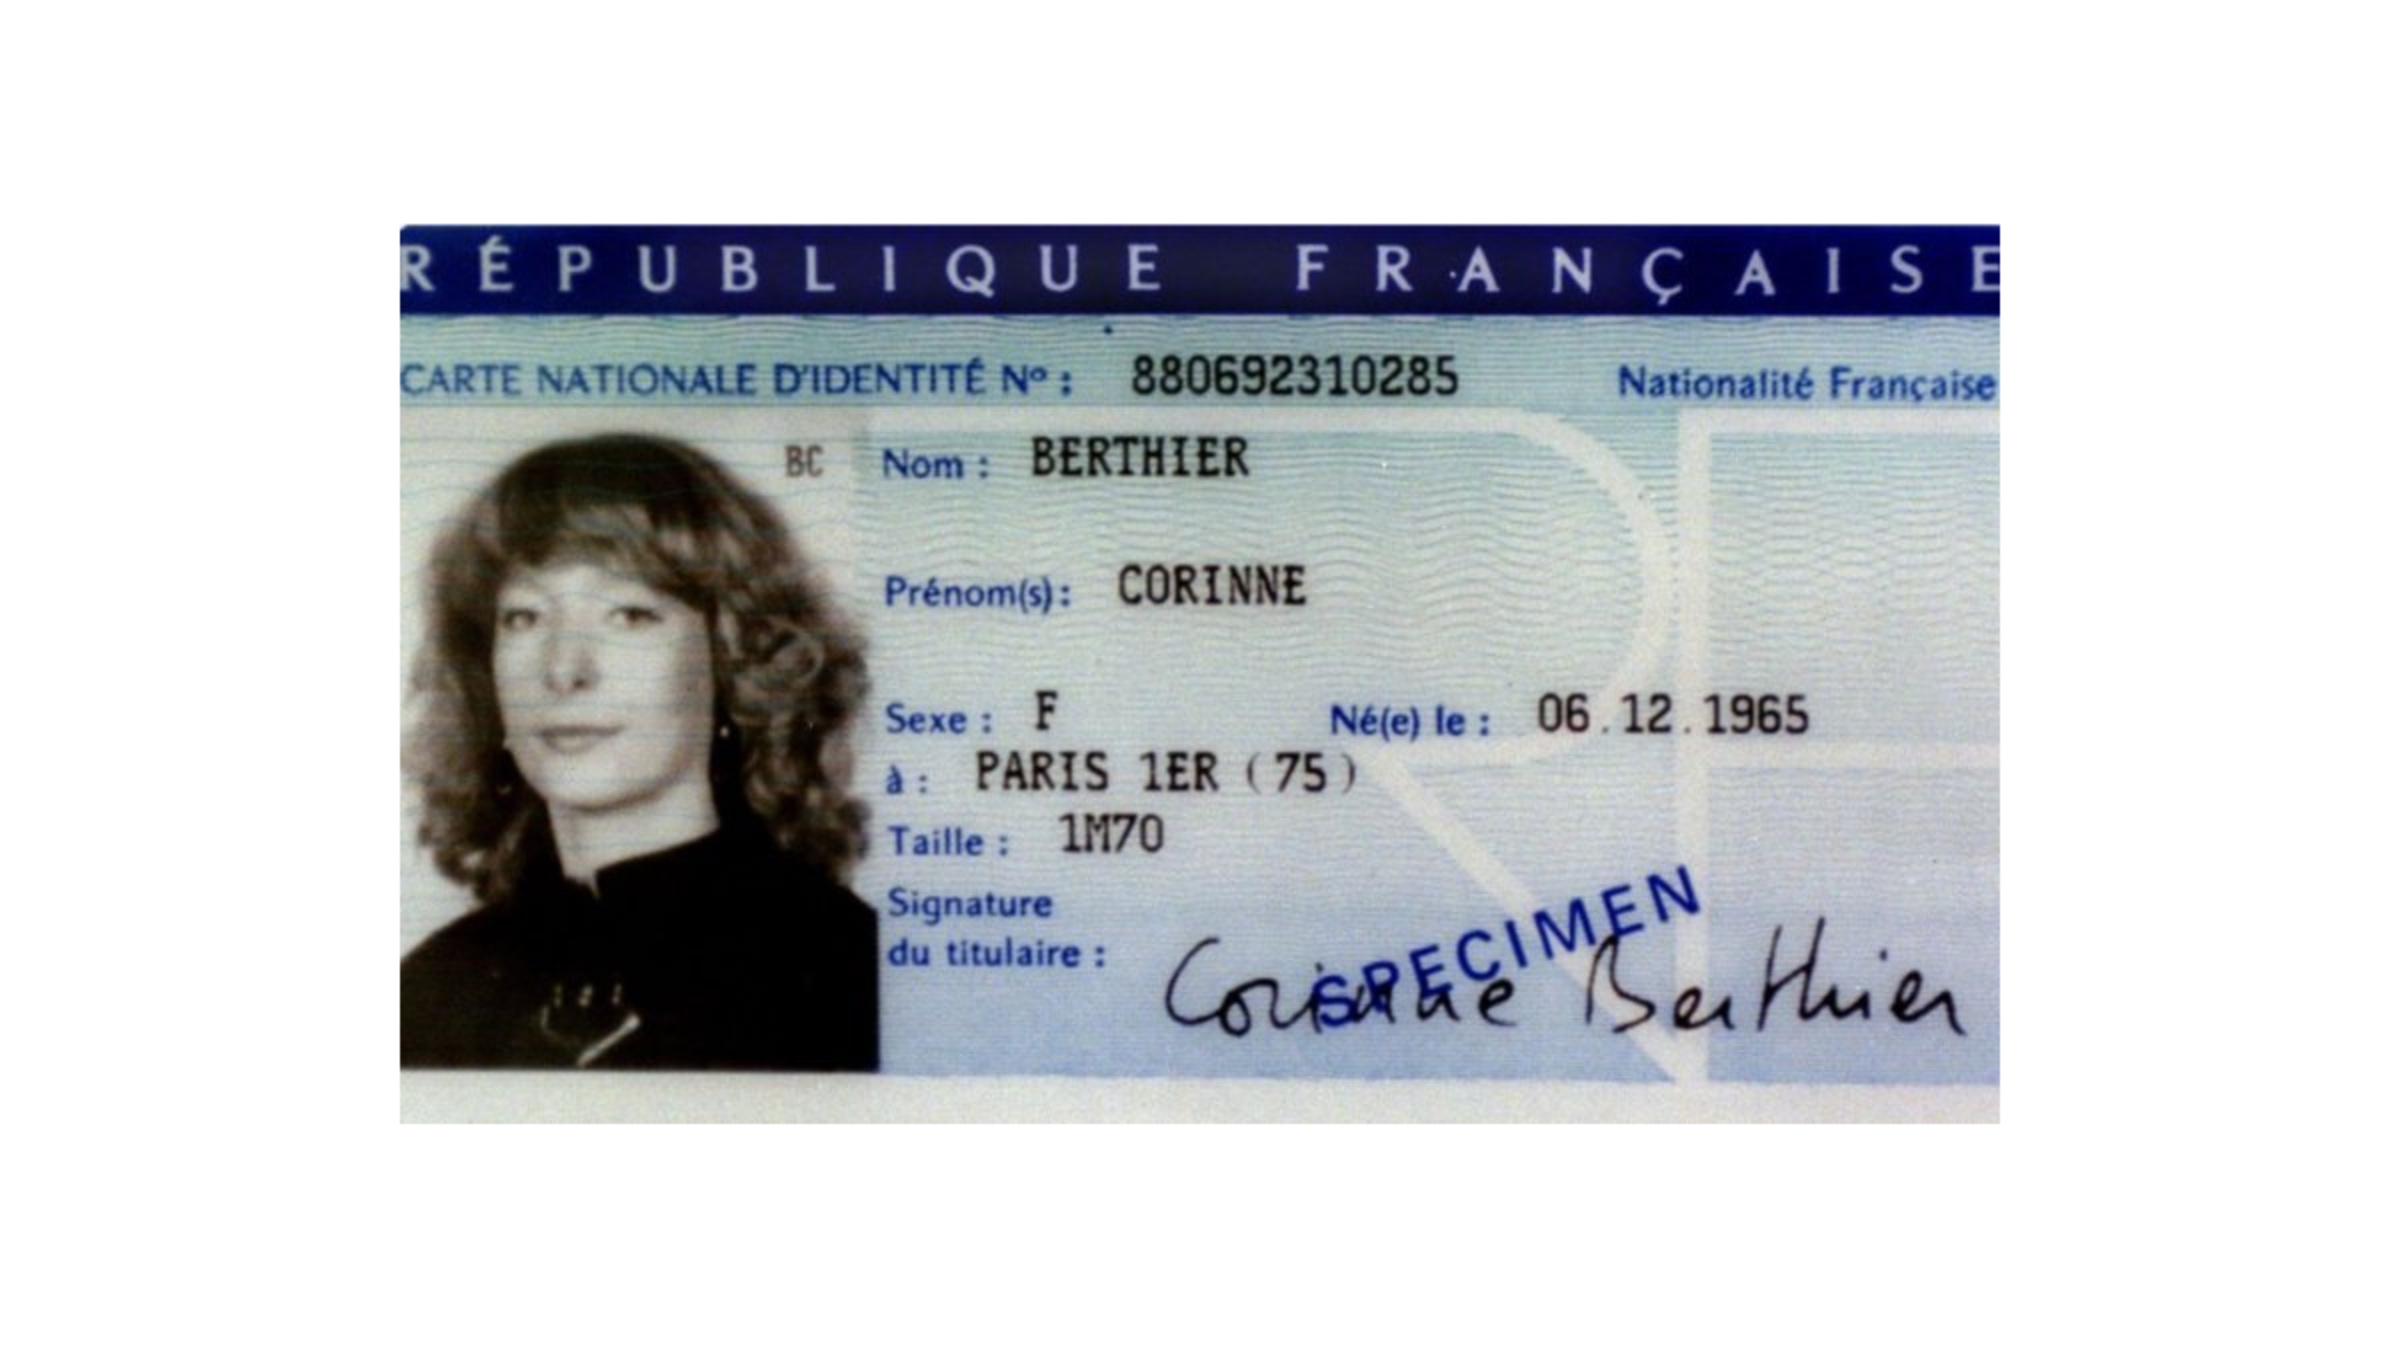 RÉPUBLIQUE FRANÇAISE
CARTE NATIONALE D'IDENTITÉ Nº : 880692310285 Nationalité Française
BC
Nom : BERTHIER
Prénom(s) : CORINNE
Sexe : F Né(e) le : 06.12.1965
à : PARIS 1ER (75)
Taille : 1M70
Signature
du titulaire :
SPECIMEN
Corinne Berthier